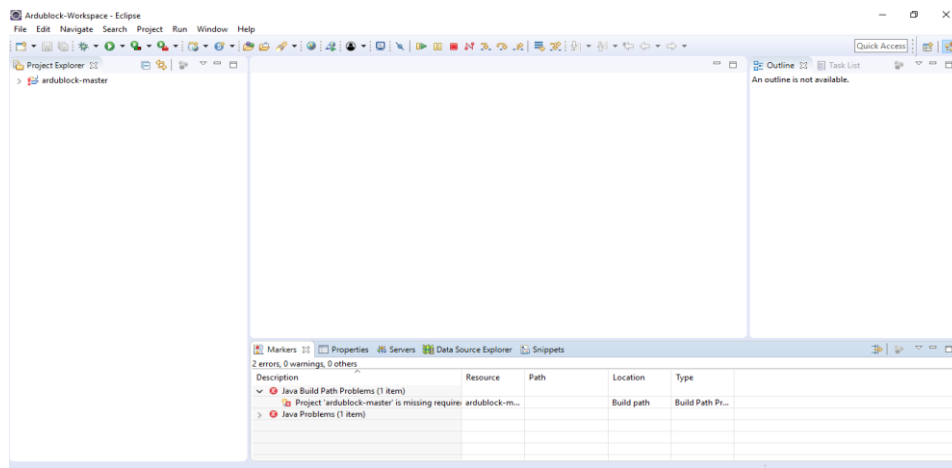 Ardublock-Workspace - Eclipse
File Edit Navigate Search Project Run Window Help
Quick Access
Project Explorer
Outline Task List
ardublock-master
An outline is not available.
Markers Properties Servers Data Source Explorer Snippets
2 errors, 0 warnings, 0 others
Description Resource Path Location Type
Java Build Path Problems (1 item)
Project 'ardublock-master' is missing require ardublock-m... Build path Build Path Pr...
Java Problems (1 item)